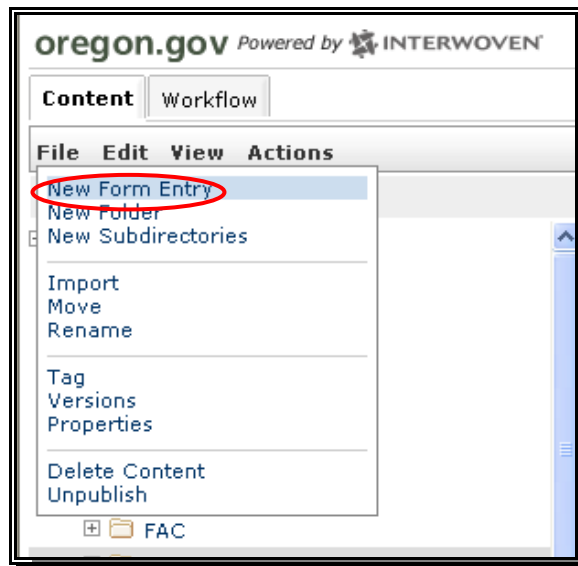 oregon.gov Powered by INTERWOVEN
Content Workflow
File Edit View Actions
New Form Entry
New Folder
New Subdirectories
Import
Move
Rename
Tag
Versions
Properties
Delete Content
Unpublish
FAC